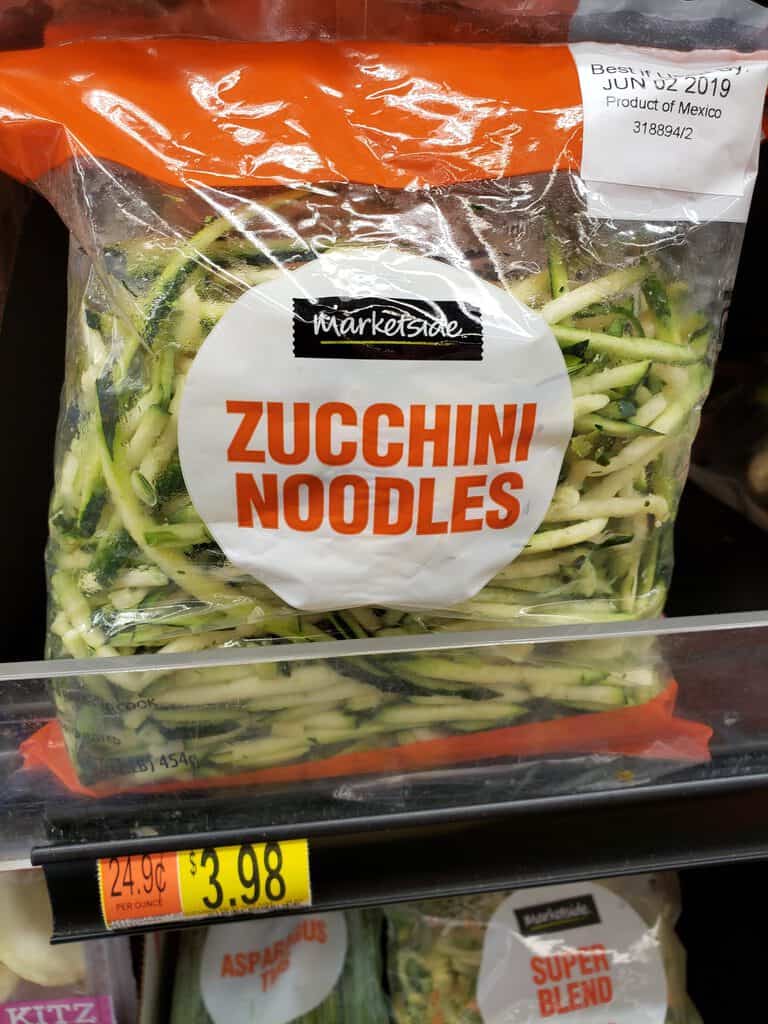 Best if Used By:
JUN 02 2019
Product of Mexico
318894/2
Marketside
ZUCCHINI
NOODLES
454g
24.9¢
PER OUNCE
$3.98
ASPARAGUS
Marketside
SUPER
BLEND
KITZ